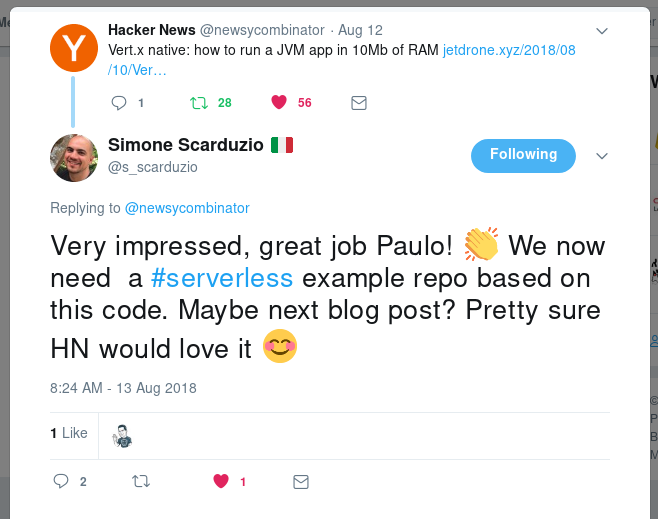 Hacker News @newsycombinator · Aug 12
Vert.x native: how to run a JVM app in 10Mb of RAM jetdrone.xyz/2018/08
/10/Ver…
1 28 56
Simone Scarduzio
Following
@s_scarduzio
Replying to @newsycombinator
Very impressed, great job Paulo! 👏 We now
need a #serverless example repo based on
this code. Maybe next blog post? Pretty sure
HN would love it 😊
8:24 AM - 13 Aug 2018
1 Like
2 1